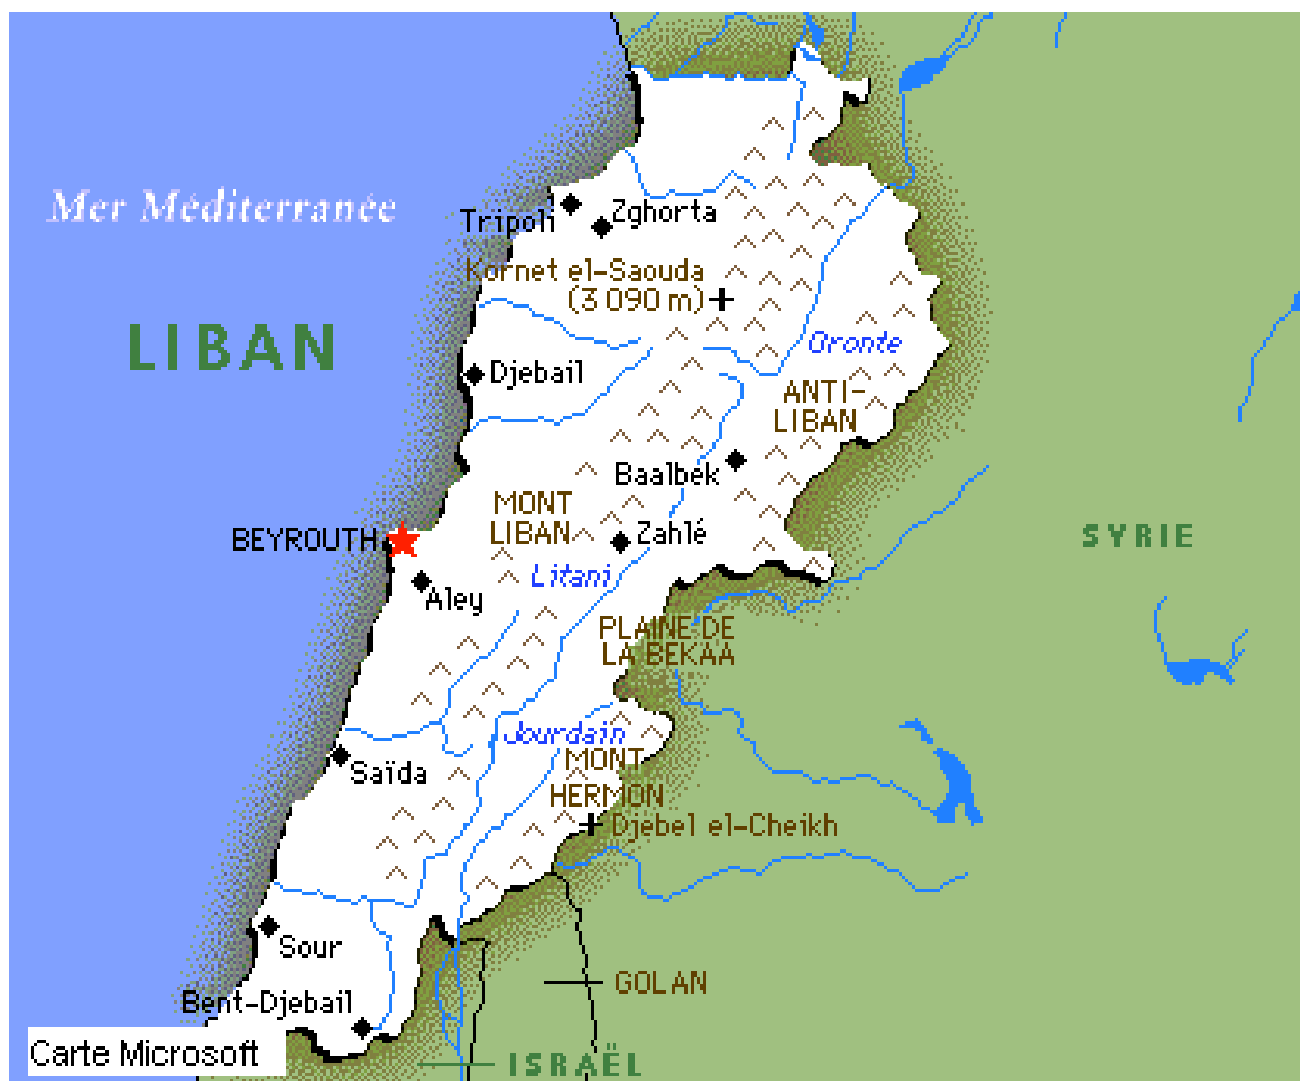 Mer Méditerranée
Tripoli
Zghorta
Kornet el-Saouda
(3 090 m)
LIBAN
Oronte
Djebail
ANTI-
LIBAN
Baalbek
MONT
LIBAN
BEYROUTH
Zahlé
SYRIE
Litani
Aley
PLAINE DE
LA BEKAA
Jourdain
MONT
HERMON
Saïda
Djebel el-Cheikh
Sour
GOLAN
Bent-Djebail
Carte Microsoft
ISRAËL